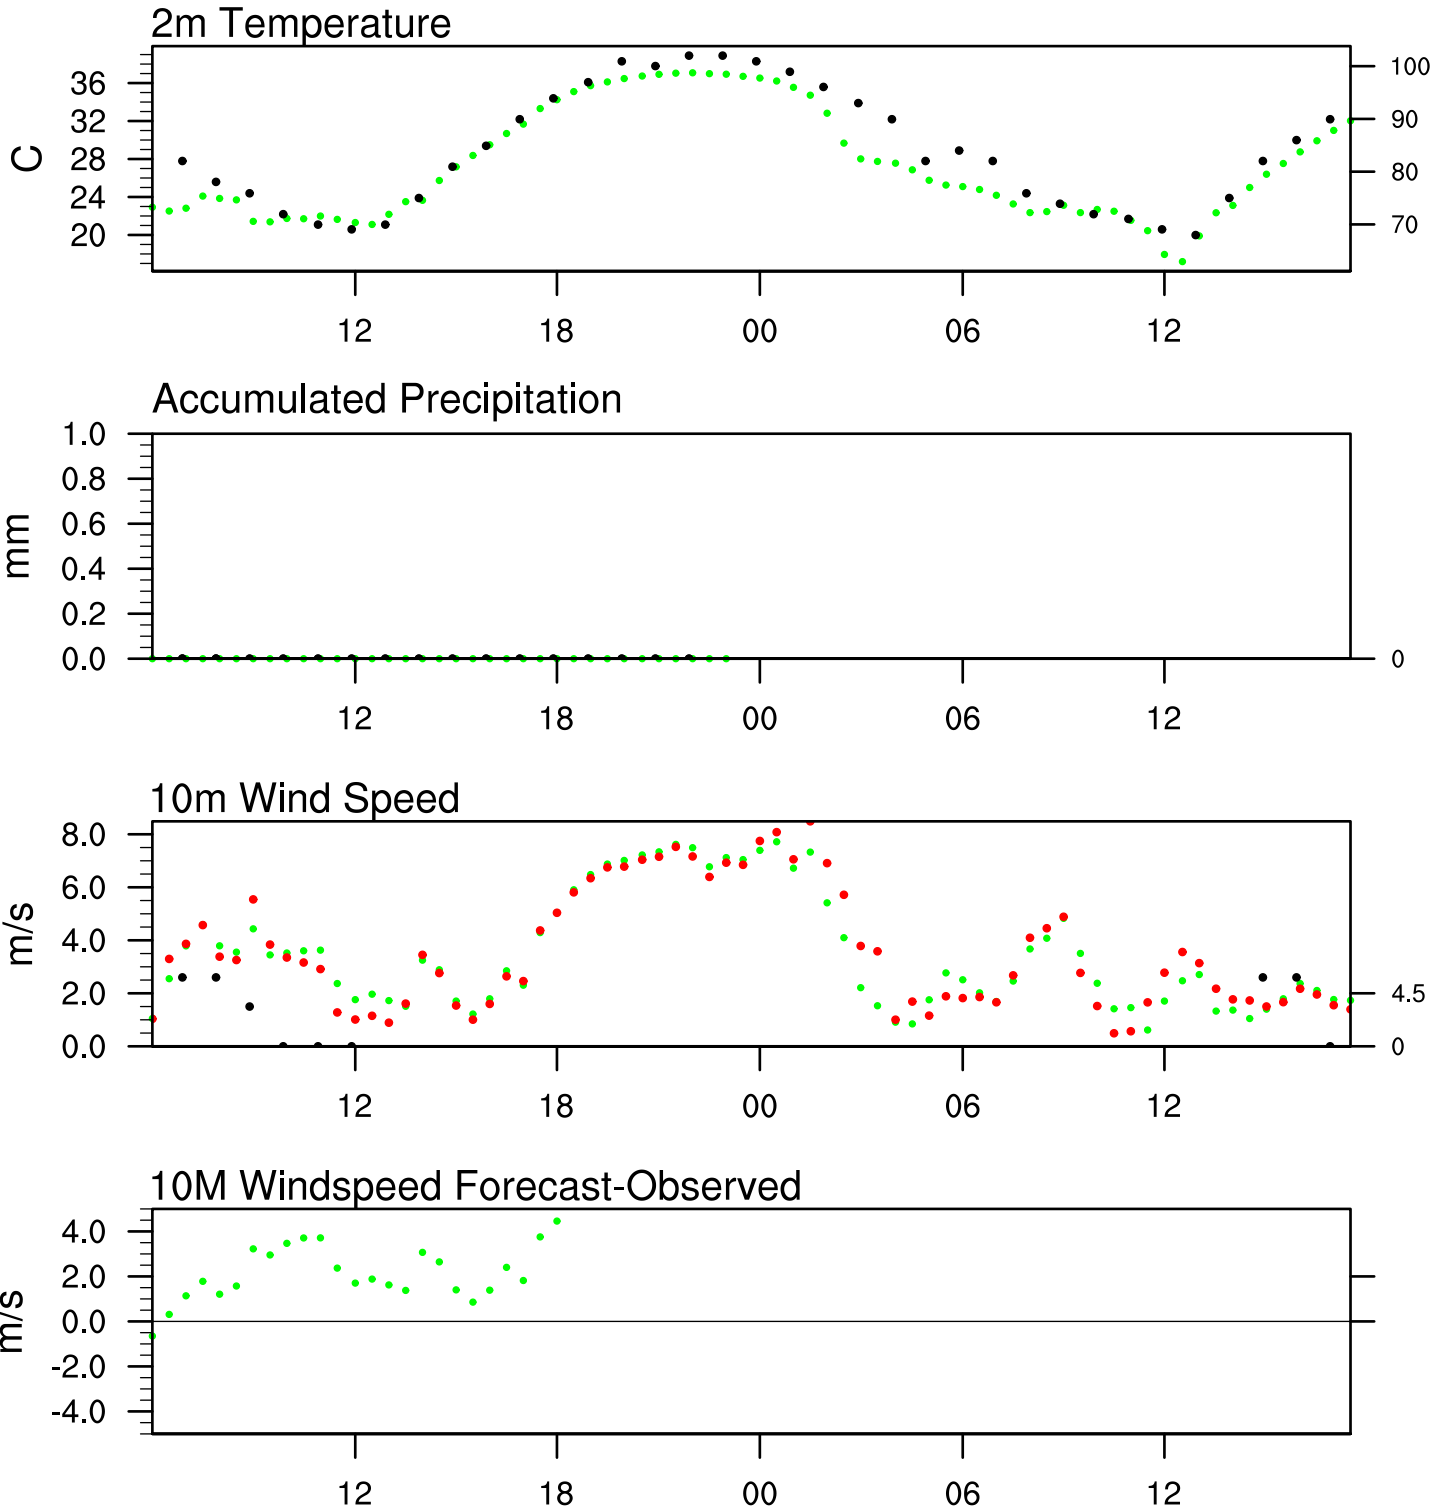 2m Temperature
C
36
32
28
24
20
100
90
80
70
12 18 00 06 12
Accumulated Precipitation
mm
1.0
0.8
0.6
0.4
0.2
0.0
0
12 18 00 06 12
10m Wind Speed
m/s
8.0
6.0
4.0
2.0
0.0
4.5
0
12 18 00 06 12
10M Windspeed Forecast-Observed
m/s
4.0
2.0
0.0
-2.0
-4.0
12 18 00 06 12